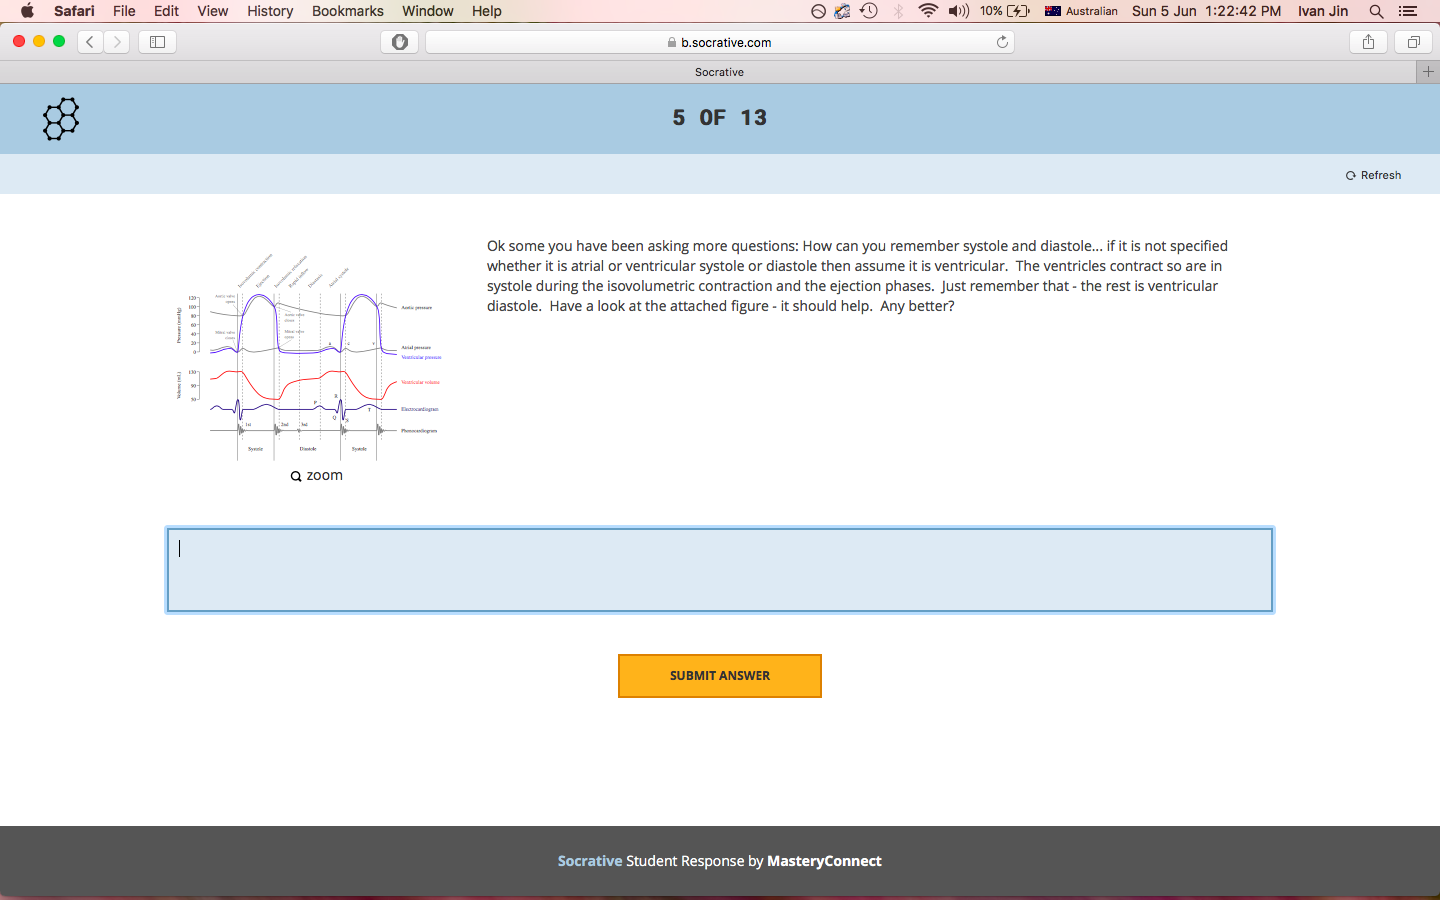 Safari File Edit View History Bookmarks Window Help 10% Australian Sun 5 Jun 1:22:42 PM Ivan Jin
b.socrative.com
Socrative
5 OF 13
Refresh
Ok some you have been asking more questions: How can you remember systole and diastole... if it is not specified
whether it is atrial or ventricular systole or diastole then assume it is ventricular. The ventricles contract so are in
systole during the isovolumetric contraction and the ejection phases. Just remember that - the rest is ventricular
diastole. Have a look at the attached figure - it should help. Any better?
Ejection
Diastasis
Atrial systole
Aortic valve
opens
Aortic valve
closes
Mitral valve
closes
Mitral valve
opens
Pressure (mmHg)
120
100
80
60
40
20
0
a c v
Aortic pressure
Atrial pressure
Ventricular pressure
Volume (mL)
130
90
50
Ventricular volume
R
P
T
Q
S
Electrocardiogram
1st 2nd 3rd
Phonocardiogram
Systole Diastole Systole
zoom
SUBMIT ANSWER
Socrative Student Response by MasteryConnect